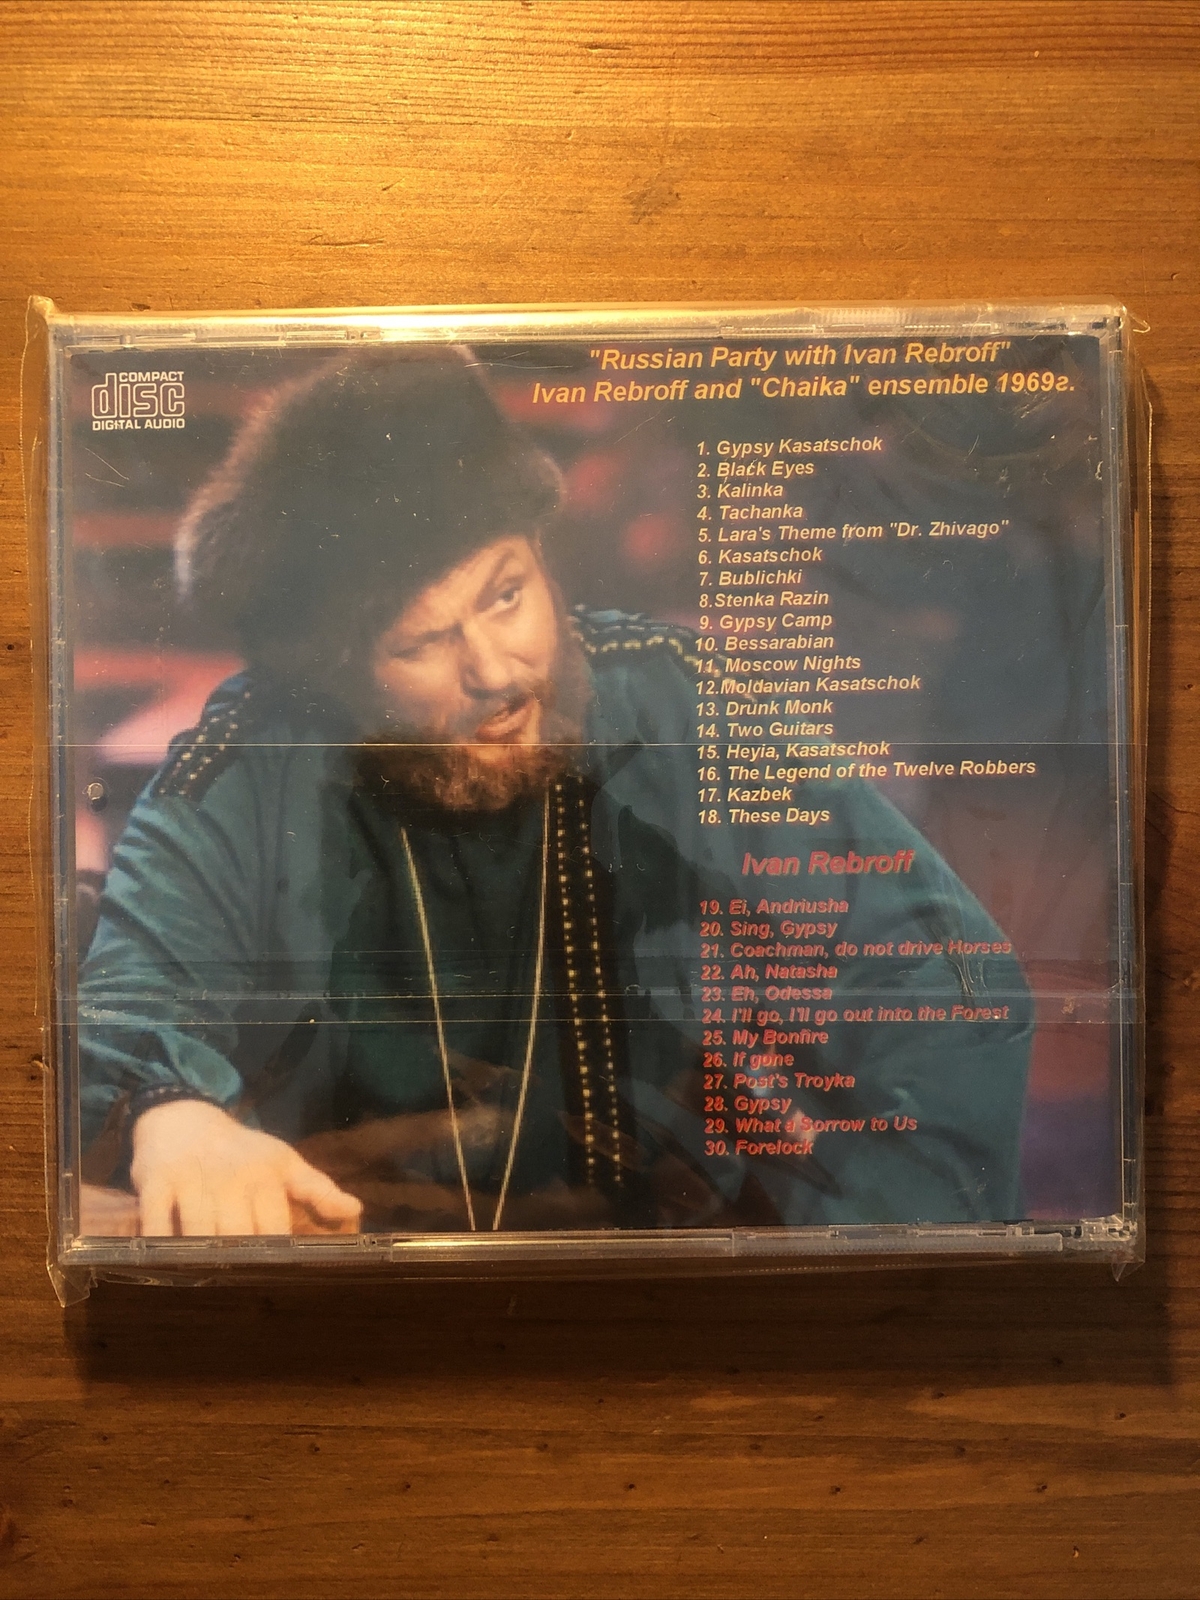 COMPACT
disc
DIGITAL AUDIO
"Russian Party with Ivan Rebroff"
Ivan Rebroff and "Chaika" ensemble 1969г.
1. Gypsy Kasatschok
2. Black Eyes
3. Kalinka
4. Tachanka
5. Lara's Theme from "Dr. Zhivago"
6. Kasatschok
7. Bublichki
8.Stenka Razin
9. Gypsy Camp
10. Bessarabian
11. Moscow Nights
12.Moldavian Kasatschok
13. Drunk Monk
14. Two Guitars
15. Heyia, Kasatschok
16. The Legend of the Twelve Robbers
17. Kazbek
18. These Days
Ivan Rebroff
19. Ei, Andriusha
20. Sing, Gypsy
21. Coachman, do not drive Horses
22. Ah, Natasha
23. Eh, Odessa
24. I'll go, I'll go out into the Forest
25. My Bonfire
26. If gone
27. Post's Troyka
28. Gypsy
29. What a Sorrow to Us
30. Forelock